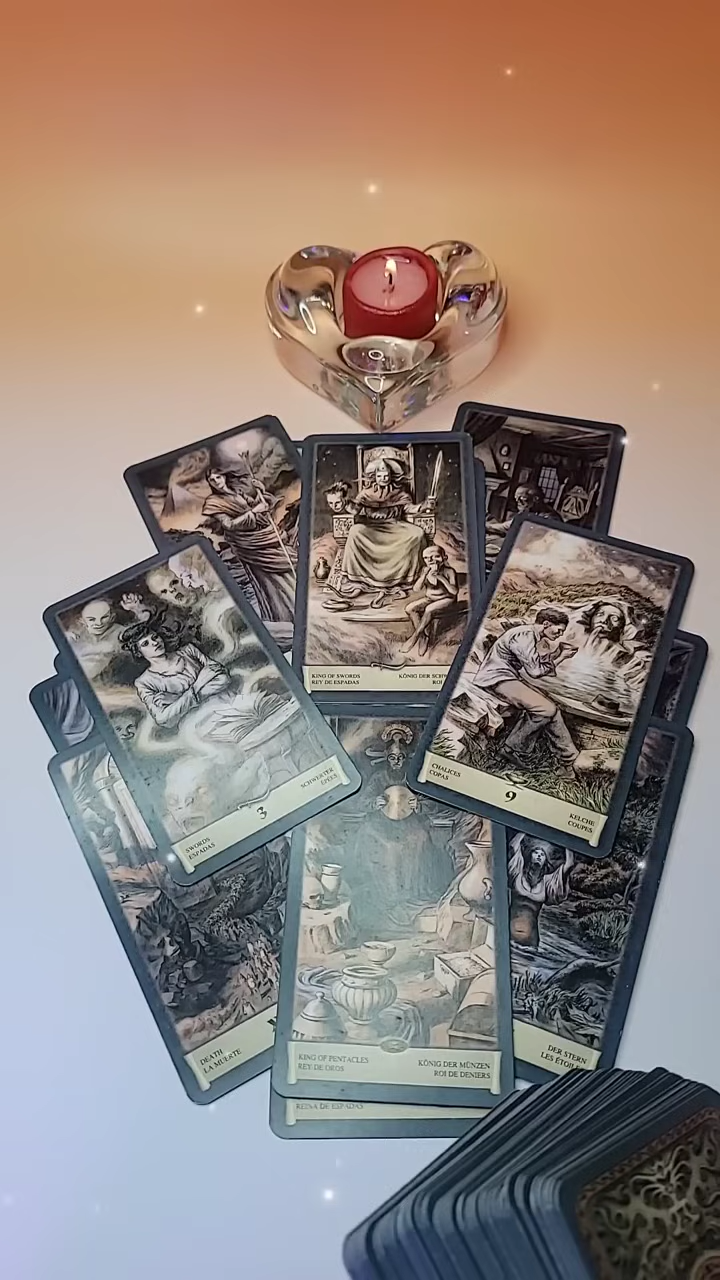 KING OF SWORDS
REY DE ESPADAS
KÖNIG DER
ROI
SWORDS
ESPADAS
3
SCHWERTER
ÉPÉES
CHALICES
COPAS
9
KELCHE
COUPES
DEATH
LA MUERTE
DER STERN
LES ÉTOILES
KING OF PENTACLES
REY DE OROS
KÖNIG DER MÜNZEN
ROI DE DENIERS
REINA DE ESPADAS